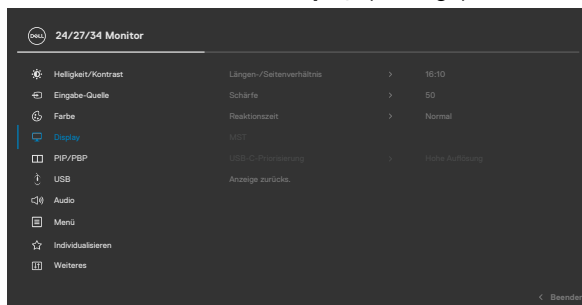 DELL 24/27/34 Monitor
Helligkeit/Kontrast Längen-/Seitenverhältnis > 16:10
Eingabe-Quelle Schärfe > 50
Farbe Reaktionszeit > Normal
Display MST
PIP/PBP USB-C-Priorisierung > Hohe Auflösung
USB Anzeige zurücks.
Audio
Menü
Individualisieren
Weiteres
< Beenden